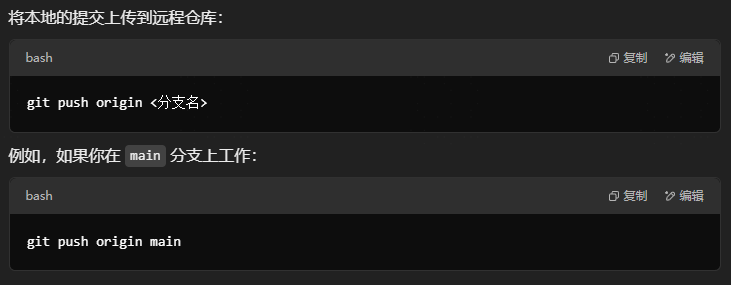 将本地的提交上传到远程仓库：
bash 复制 编辑
git push origin <分支名>
例如，如果你在 main 分支上工作：
bash 复制 编辑
git push origin main